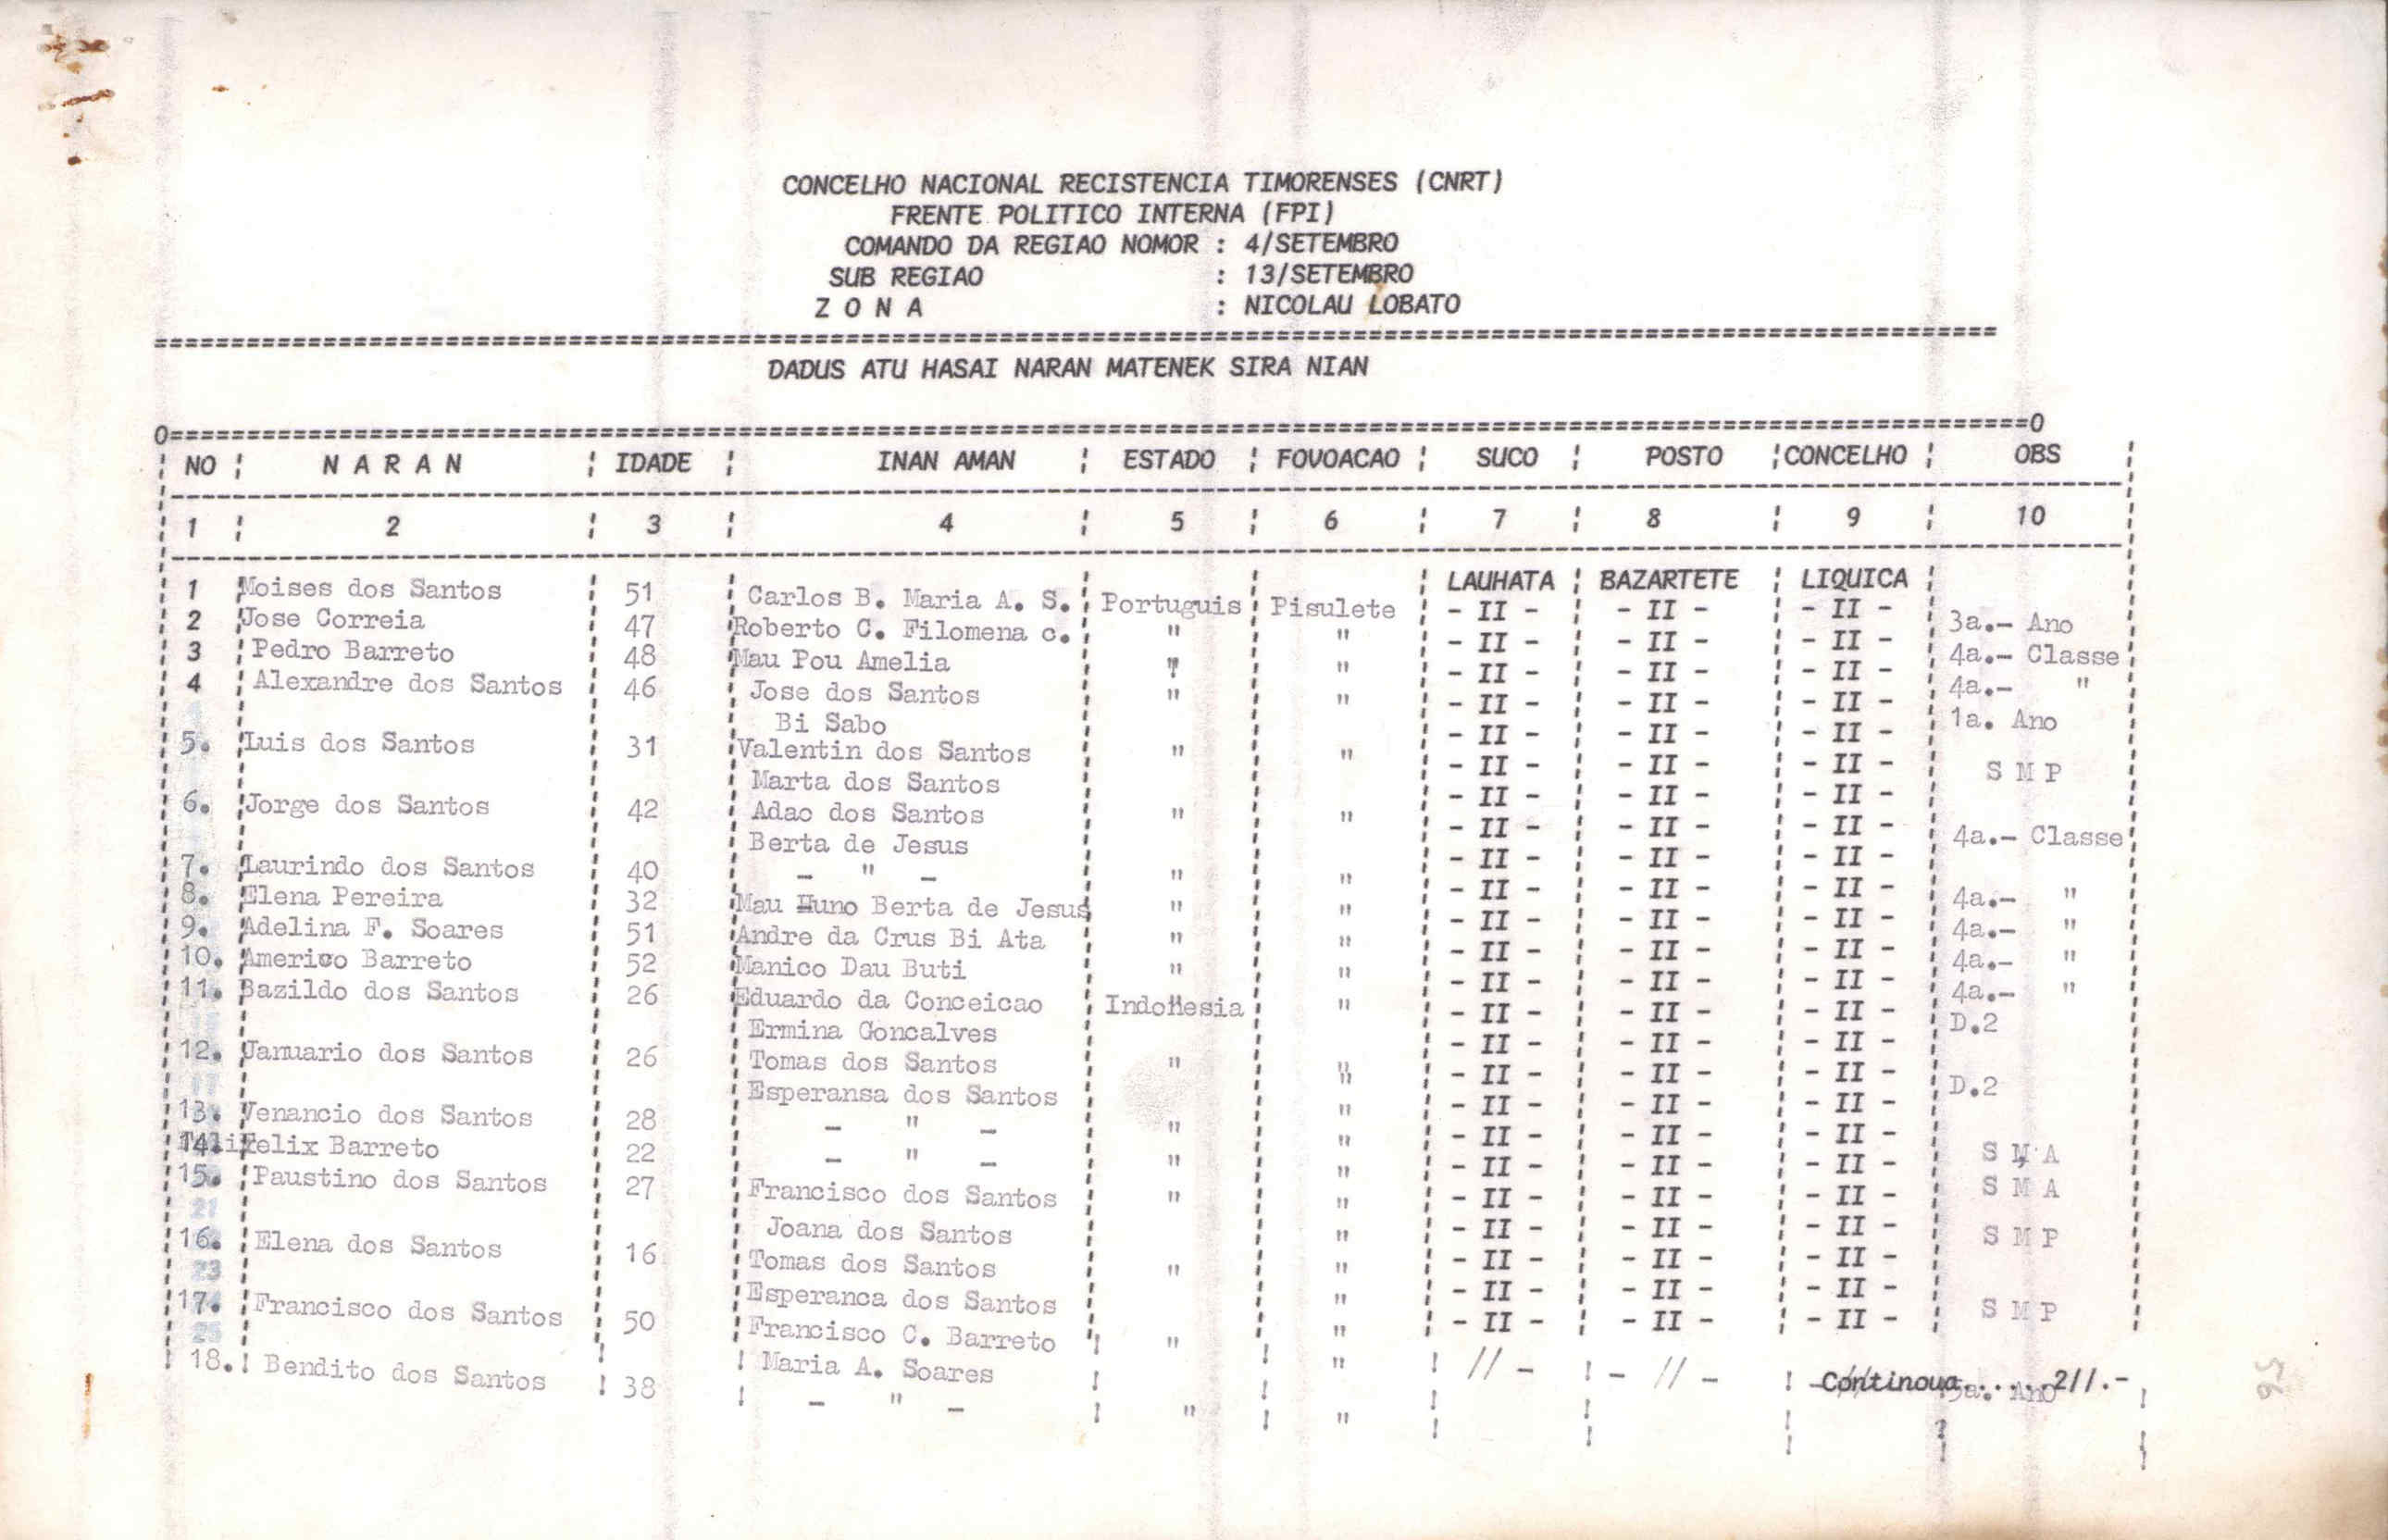 CONCELHO NACIONAL RECISTENCIA TIMORENSES (CNRT)
FRENTE POLITICO INTERNA (FPI)
COMANDO DA REGIAO NOMOR : 4/SETEMBRO
SUB REGIAO : 13/SETEMBRO
Z O N A : NICOLAU LOBATO
DADUS ATU HASAI NARAN MATENEK SIRA NIAN
NO N A R A N IDADE INAN AMAN ESTADO FOVOACAO SUCO POSTO CONCELHO OBS
1 2 3 4 5 6 7 8 9 10
1 Moises dos Santos 51 Carlos B. Maria A. S. Portuguis Pisulete LAUHATA BAZARTETE LIQUICA 3a.- Ano
2 Jose Correia 47 Roberto C. Filomena c. " " - II - - II - - II - 4a.- Classe
3 Pedro Barreto 48 Mau Pou Amelia " " - II - - II - - II - 4a.- "
4 Alexandre dos Santos 46 Jose dos Santos " " - II - - II - - II - 1a. Ano
Bi Sabo - II - - II - - II -
5. Luis dos Santos 31 Valentin dos Santos " " - II - - II - - II - S M P
Marta dos Santos - II - - II - - II -
6. Jorge dos Santos 42 Adao dos Santos " " - II - - II - - II - 4a.- Classe
Berta de Jesus - II - - II - - II -
7. Laurindo dos Santos 40 - " - " " - II - - II - - II - 4a.- "
8. Elena Pereira 32 Mau Huno Berta de Jesus " " - II - - II - - II - 4a.- "
9. Adelina F. Soares 51 Andre da Crus Bi Ata " " - II - - II - - II - 4a.- "
10. Americo Barreto 52 Manico Dau Buti " " - II - - II - - II - 4a.- "
11. Bazildo dos Santos 26 Eduardo da Conceicao Indonesia " - II - - II - - II - D.2
Ermina Goncalves - II - - II - - II -
12. Januario dos Santos 26 Tomas dos Santos " " - II - - II - - II - D.2
Esperansa dos Santos " - II - - II - - II -
13. Venancio dos Santos 28 - " - " " - II - - II - - II - S M A
14. Felix Barreto 22 - " - " " - II - - II - - II - S M A
15. Paustino dos Santos 27 Francisco dos Santos " " - II - - II - - II - S M P
Joana dos Santos " - II - - II - - II -
16. Elena dos Santos 16 Tomas dos Santos " " - II - - II - - II - S M P
Esperanca dos Santos " - II - - II - - II -
17. Francisco dos Santos 50 Francisco C. Barreto " " - II - - II - - II -
Maria A. Soares " // - - // -
18. Bendito dos Santos 38 - " - " " Ano
Continoua......2//.-